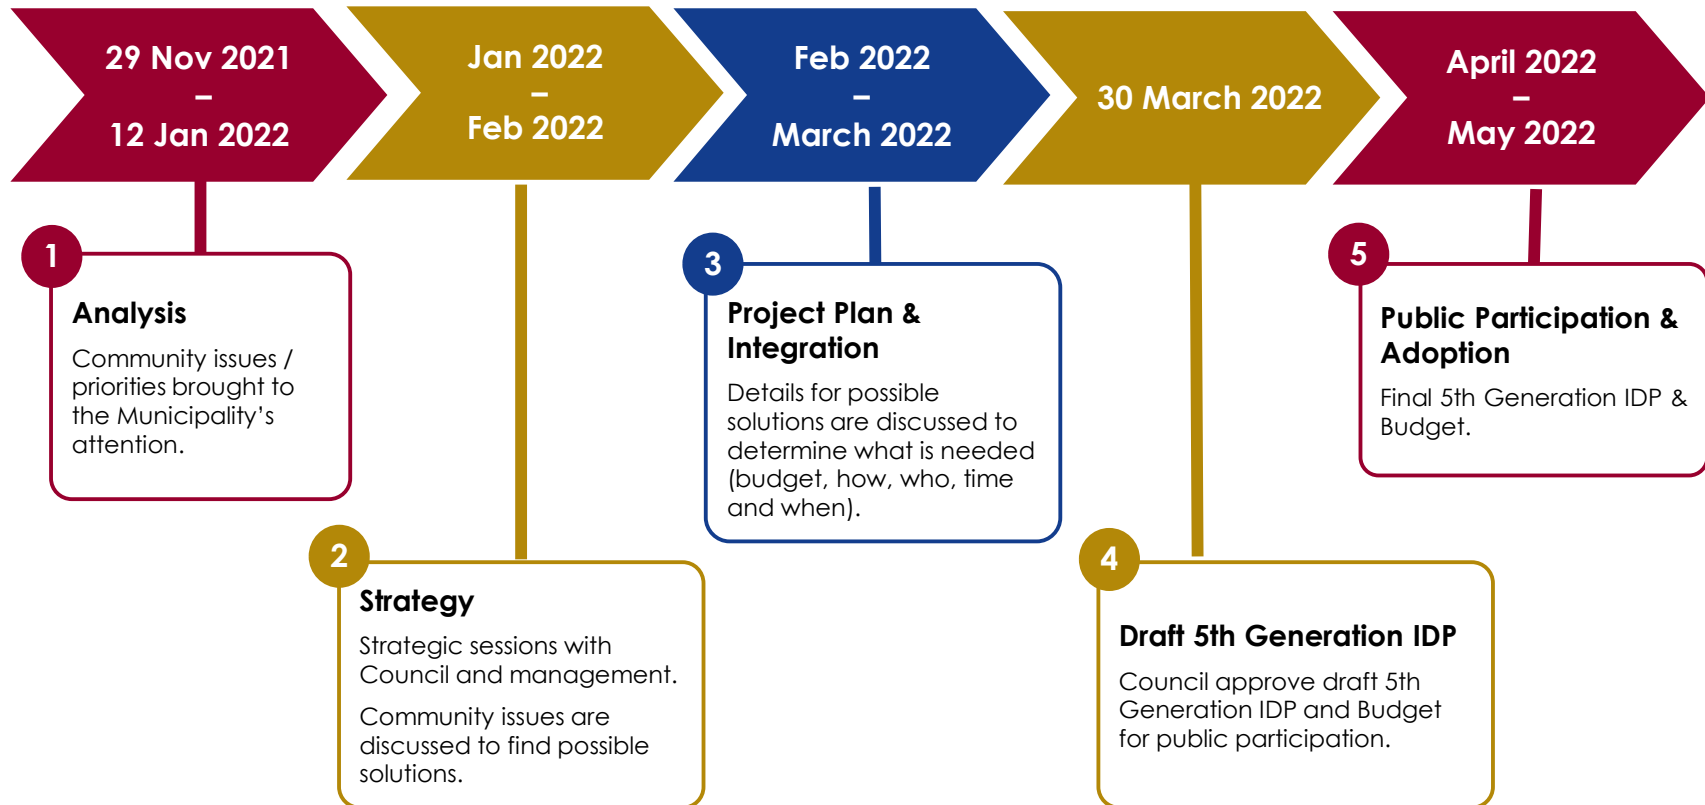 29 Nov 2021
–
12 Jan 2022
Jan 2022
–
Feb 2022
Feb 2022
–
March 2022
30 March 2022
April 2022
–
May 2022
1
Analysis
Community issues /
priorities brought to
the Municipality’s
attention.
2
Strategy
Strategic sessions with
Council and management.
Community issues are
discussed to find possible
solutions.
3
Project Plan &
Integration
Details for possible
solutions are discussed to
determine what is needed
(budget, how, who, time
and when).
4
Draft 5th Generation IDP
Council approve draft 5th
Generation IDP and Budget
for public participation.
5
Public Participation &
Adoption
Final 5th Generation IDP &
Budget.